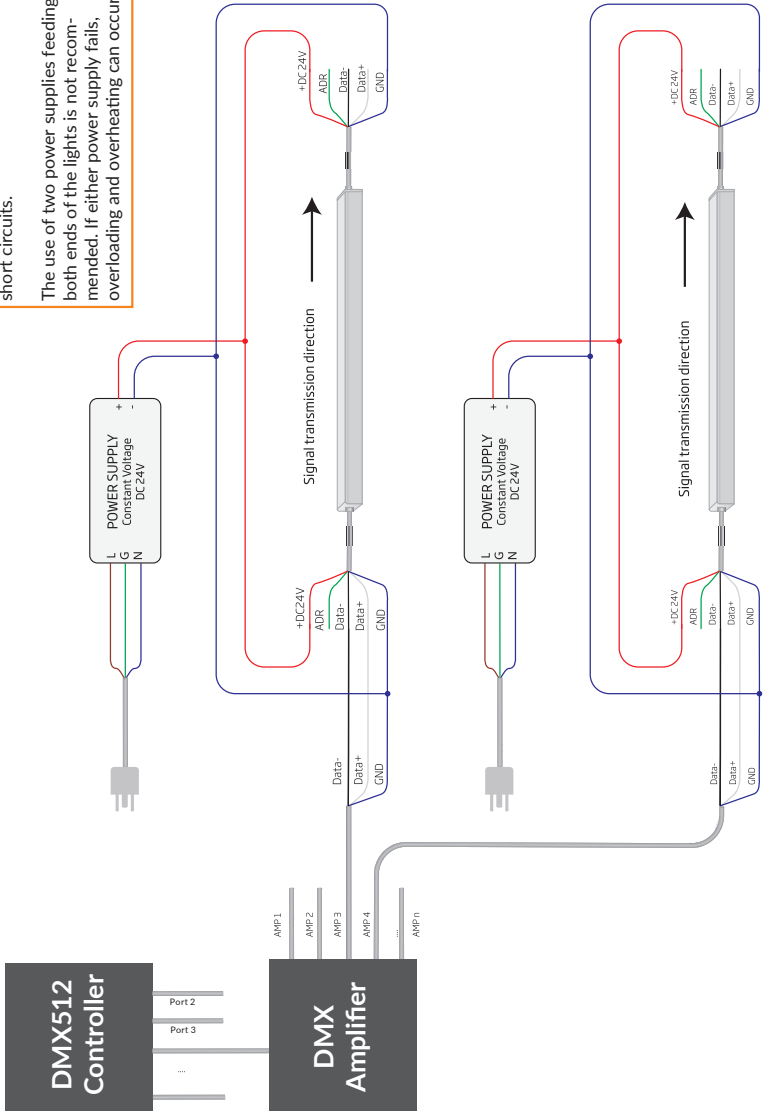 short circuits.
The use of two power supplies feeding
both ends of the lights is not recom-
mended. If either power supply fails,
overloading and overheating can occur
DMX512
Controller
Port 2
Port 3
....
DMX
Amplifier
AMP 1
AMP 2
AMP 3
AMP 4
....
AMP n
L
G
N
POWER SUPPLY
Constant Voltage
DC 24V
+
-
Data-
Data+
GND
+DC24V
ADR
Data-
Data+
GND
Signal transmission direction
+DC 24V
ADR
Data-
Data+
GND
L
G
N
POWER SUPPLY
Constant Voltage
DC 24V
+
-
Data-
Data+
GND
+DC 24V
ADR
Data-
Data+
GND
Signal transmission direction
+DC 24V
ADR
Data-
Data+
GND